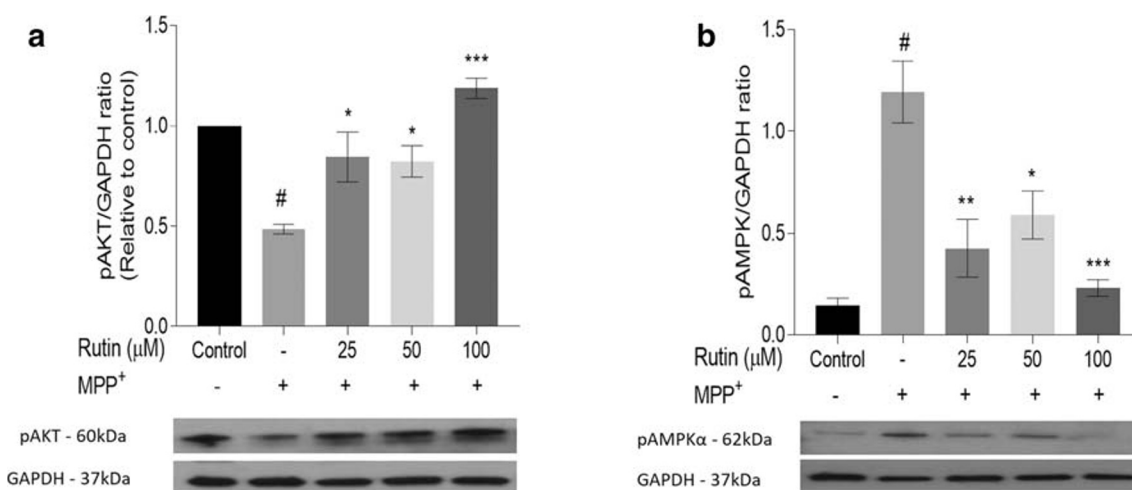 a
pAKT/GAPDH ratio
(Relative to control)
1.5
1.0
0.5
0.0
#
*
*
***
Rutin (μM) Control - 25 50 100
MPP+ - + + + +
pAKT - 60kDa
GAPDH - 37kDa
b
pAMPK/GAPDH ratio
1.5
1.0
0.5
0.0
#
**
*
***
Rutin (μM) Control - 25 50 100
MPP+ - + + + +
pAMPKα - 62kDa
GAPDH - 37kDa